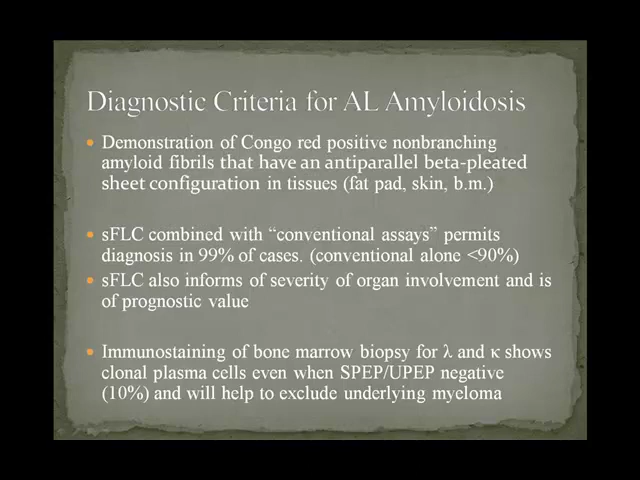 Diagnostic Criteria for AL Amyloidosis
• Demonstration of Congo red positive nonbranching
amyloid fibrils that have an antiparallel beta-pleated
sheet configuration in tissues (fat pad, skin, b.m.)
• sFLC combined with “conventional assays” permits
diagnosis in 99% of cases. (conventional alone <90%)
• sFLC also informs of severity of organ involvement and is
of prognostic value
• Immunostaining of bone marrow biopsy for λ and κ shows
clonal plasma cells even when SPEP/UPEP negative
(10%) and will help to exclude underlying myeloma